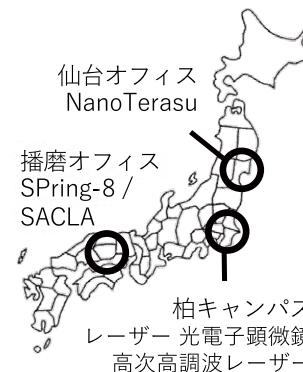 仙台オフィス
NanoTerasu
播磨オフィス
SPring-8 /
SACLA
柏キャンパス
レーザー 光電子顕微鏡
高次高調波レーザー